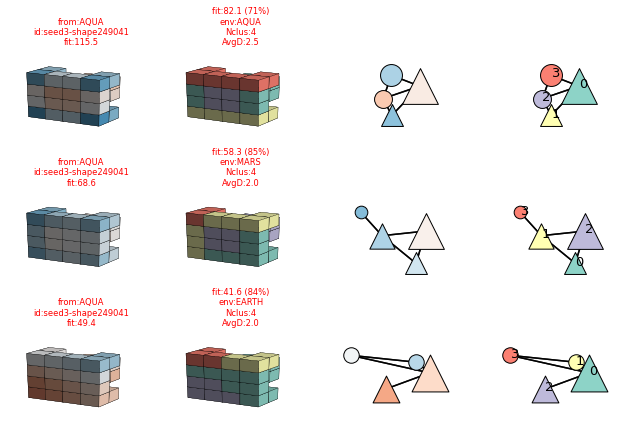 from:AQUA
id:seed3-shape249041
fit:115.5
fit:82.1 (71%)
env:AQUA
Nclus:4
AvgD:2.5
3
0
2
1
from:AQUA
id:seed3-shape249041
fit:68.6
fit:58.3 (85%)
env:MARS
Nclus:4
AvgD:2.0
3
2
1
0
from:AQUA
id:seed3-shape249041
fit:49.4
fit:41.6 (84%)
env:EARTH
Nclus:4
AvgD:2.0
3
1
0
2